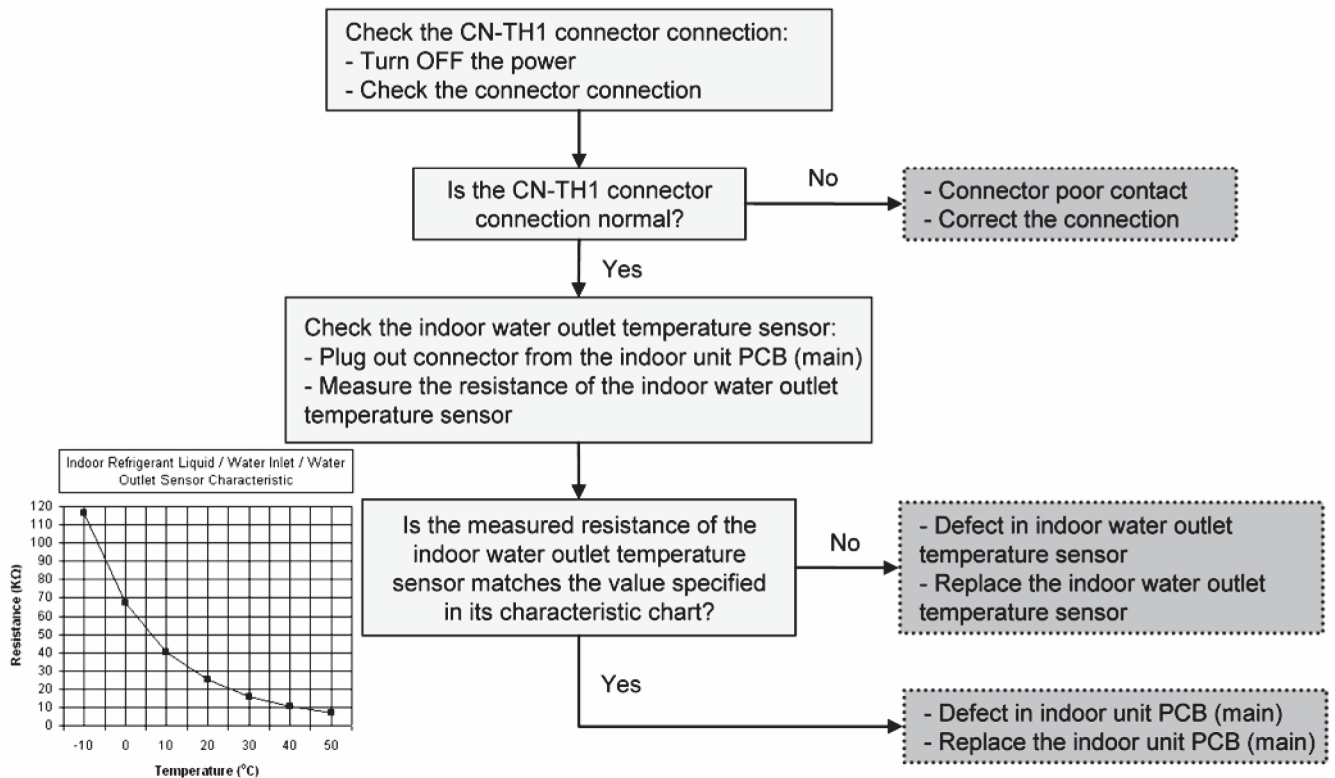 Check the CN-TH1 connector connection:
- Turn OFF the power
- Check the connector connection
Is the CN-TH1 connector
connection normal?
No
- Connector poor contact
- Correct the connection
Yes
Check the indoor water outlet temperature sensor:
- Plug out connector from the indoor unit PCB (main)
- Measure the resistance of the indoor water outlet
temperature sensor
Indoor Refrigerant Liquid / Water Inlet / Water
Outlet Sensor Characteristic
120
110
100
90
80
70
60
50
40
30
20
10
0
Resistance (KΩ)
-10 0 10 20 30 40 50
Temperature (°C)
Is the measured resistance of the
indoor water outlet temperature
sensor matches the value specified
in its characteristic chart?
No
- Defect in indoor water outlet
temperature sensor
- Replace the indoor water outlet
temperature sensor
Yes
- Defect in indoor unit PCB (main)
- Replace the indoor unit PCB (main)